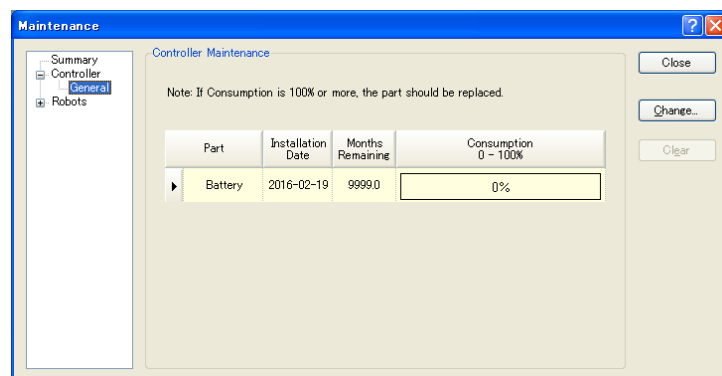 Maintenance
Summary
Controller
General
Robots
Controller Maintenance
Note: If Consumption is 100% or more, the part should be replaced.
Part
Installation Date
Months Remaining
Consumption 0 - 100%
Battery
2016-02-19
9999.0
0%
Close
Change...
Clear